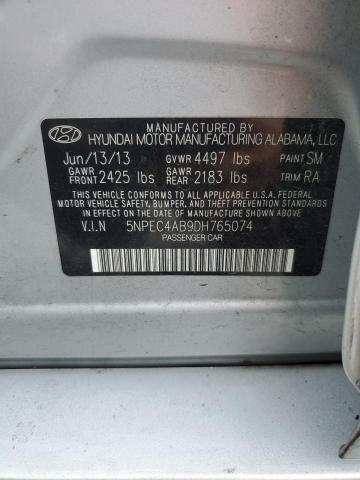 MANUFACTURED BY
HYUNDAI MOTOR MANUFACTURING ALABAMA, LLC
Jun/13/13 GVWR 4497 lbs PAINT SM
GAWR FRONT 2425 lbs GAWR REAR 2183 lbs TRIM RA
THIS VEHICLE CONFORMS TO ALL APPLICABLE U.S.A. FEDERAL
MOTOR VEHICLE SAFETY, BUMPER, AND THEFT PREVENTION
STANDARDS IN EFFECT ON THE DATE OF MANUFACTURE SHOWN ABOVE.
V.I.N 5NPEC4AB9DH765074
PASSENGER CAR